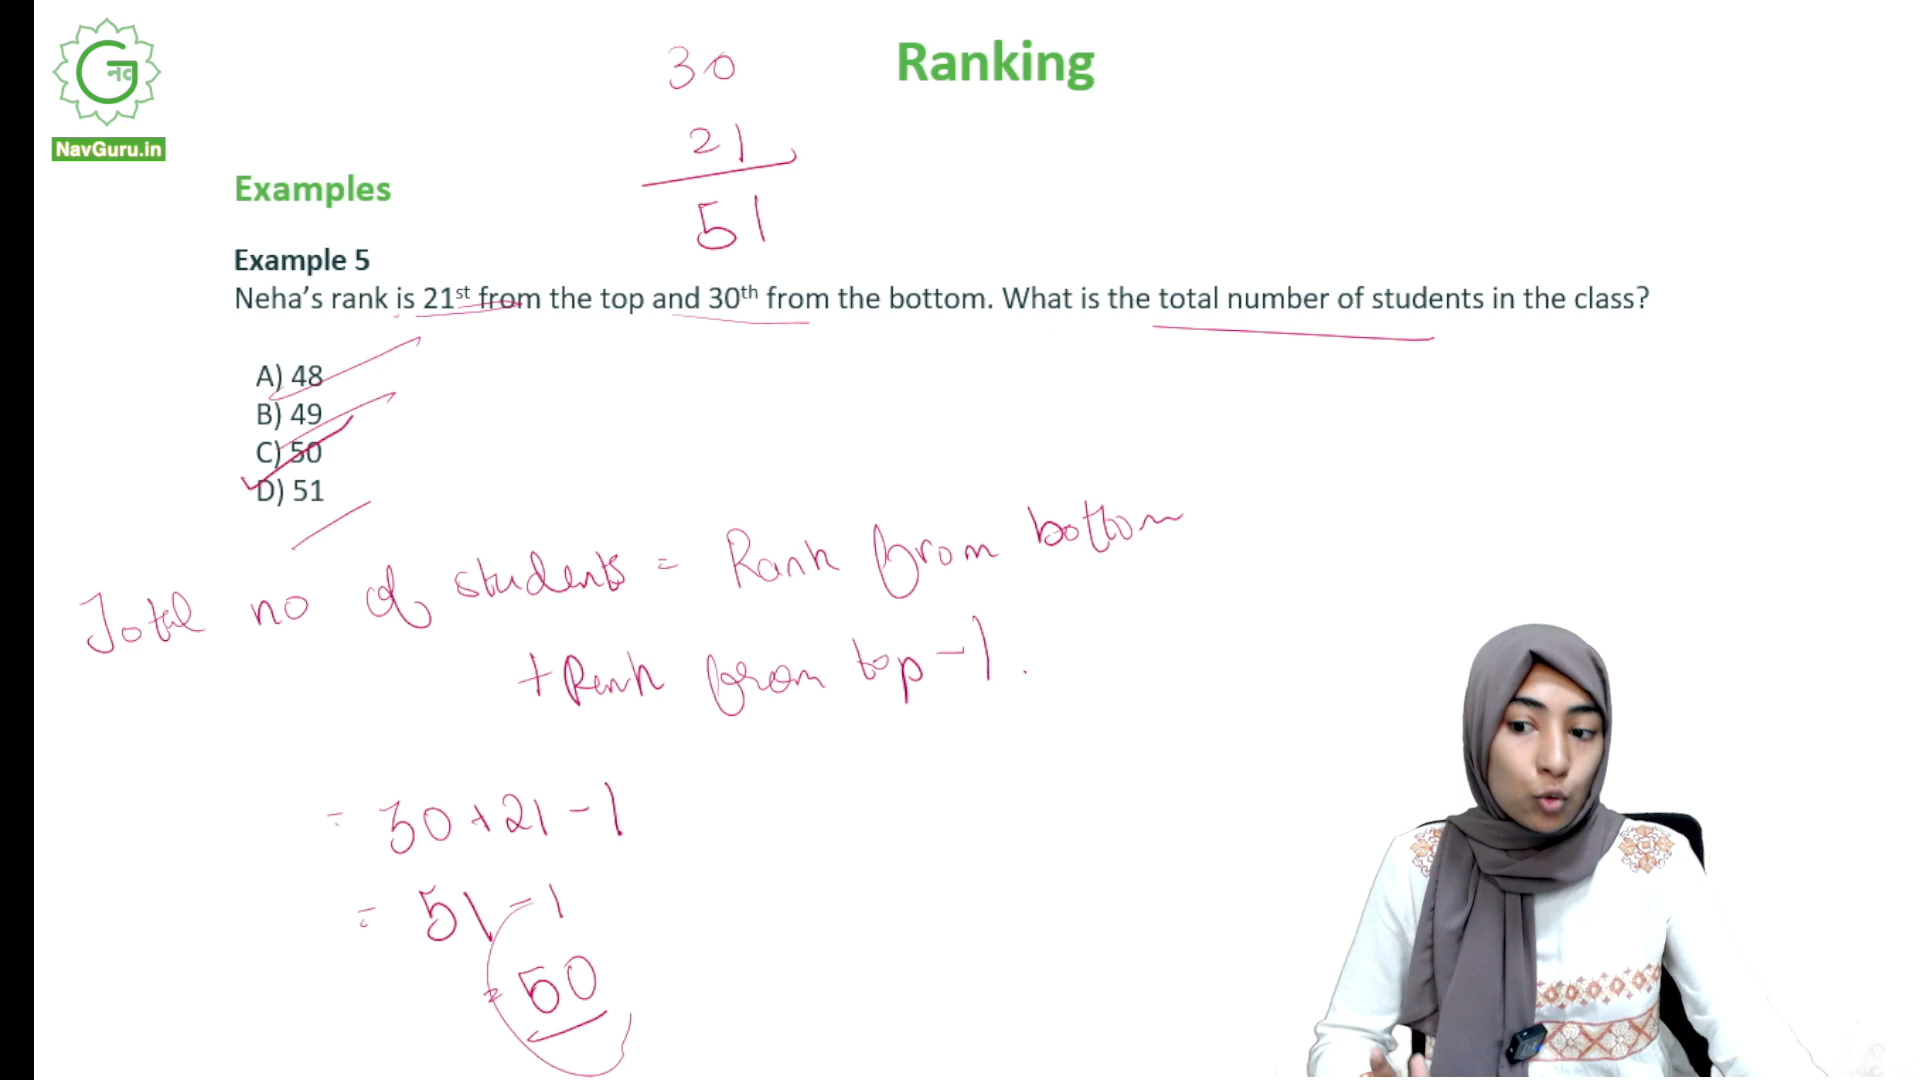 नव
NavGuru.in
Ranking
30
21
51
Examples
Example 5
Neha's rank is 21st from the top and 30th from the bottom. What is the total number of students in the class?
A) 48
B) 49
C) 50
D) 51
Total no of students = Rank from bottom
+ Rank from top - 1.
= 30 + 21 - 1
= 51 - 1
= 50